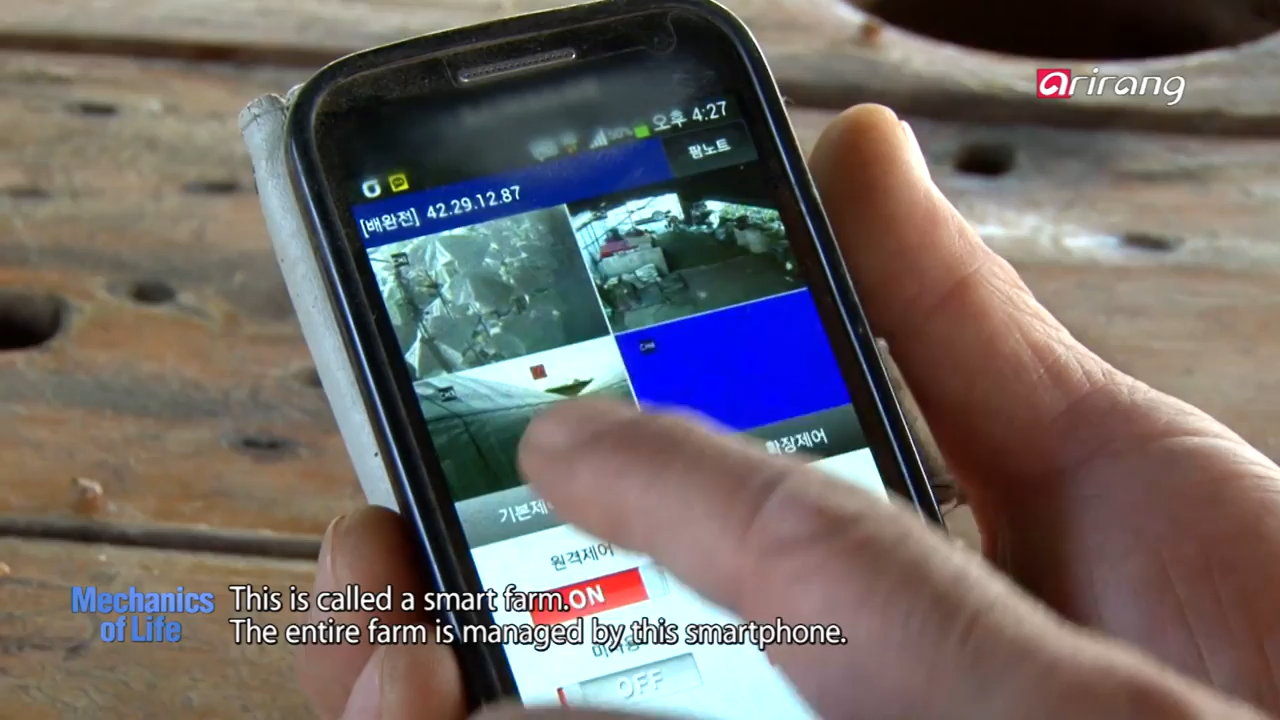 arirang
오후 4:27
팜노트
[배완전] 42.29.12.87
확장제어
원격제어
ON
OFF
Mechanics
of Life
This is called a smart farm.
The entire farm is managed by this smartphone.